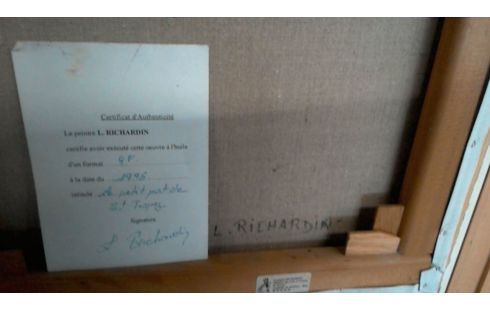 Certificat d'Authenticité
Le peintre L. RICHARDIN
certifie avoir exécuté cette oeuvre à l'huile
d'un format 8F.
à la date du 1996
intitulé Le petit port de
St Tropez
Signature
L. RICHARDIN